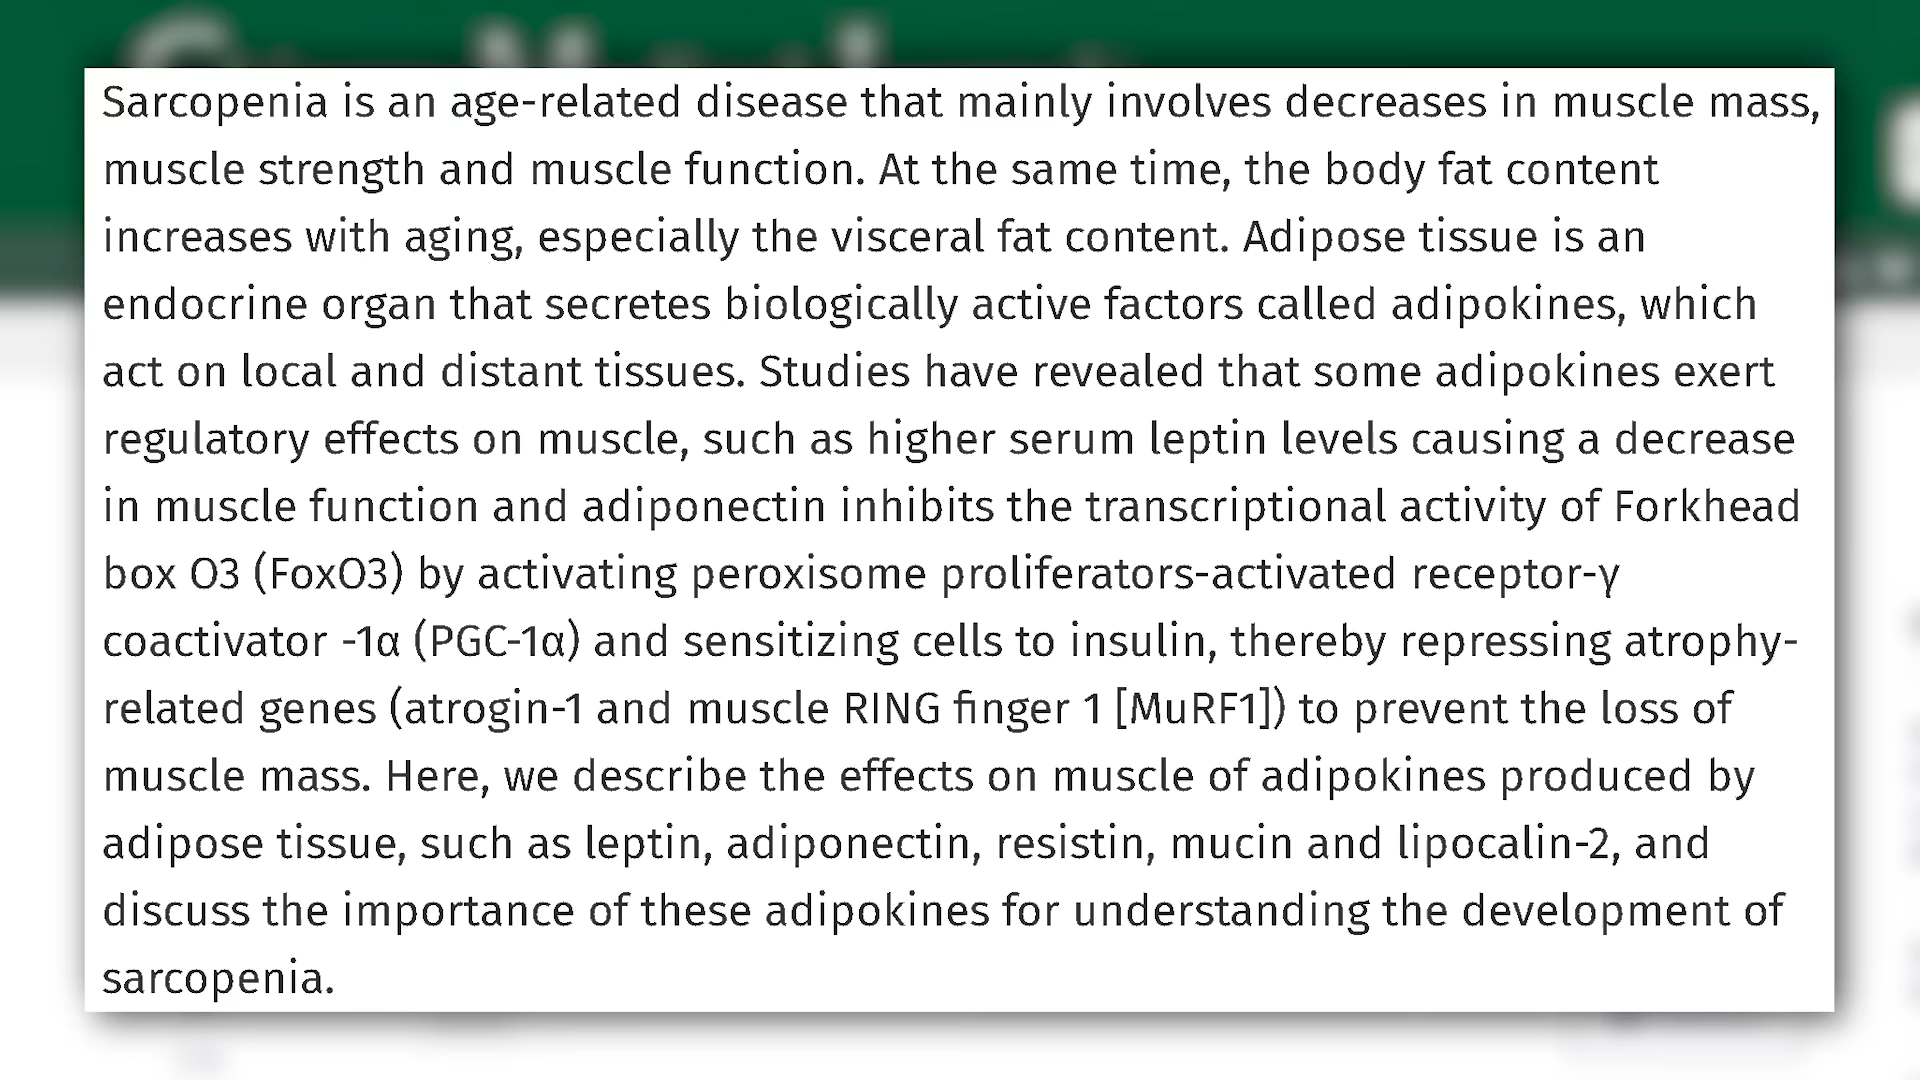 Sarcopenia is an age-related disease that mainly involves decreases in muscle mass,
muscle strength and muscle function. At the same time, the body fat content
increases with aging, especially the visceral fat content. Adipose tissue is an
endocrine organ that secretes biologically active factors called adipokines, which
act on local and distant tissues. Studies have revealed that some adipokines exert
regulatory effects on muscle, such as higher serum leptin levels causing a decrease
in muscle function and adiponectin inhibits the transcriptional activity of Forkhead
box O3 (FoxO3) by activating peroxisome proliferators-activated receptor-γ
coactivator -1α (PGC-1α) and sensitizing cells to insulin, thereby repressing atrophy-
related genes (atrogin-1 and muscle RING finger 1 [MuRF1]) to prevent the loss of
muscle mass. Here, we describe the effects on muscle of adipokines produced by
adipose tissue, such as leptin, adiponectin, resistin, mucin and lipocalin-2, and
discuss the importance of these adipokines for understanding the development of
sarcopenia.